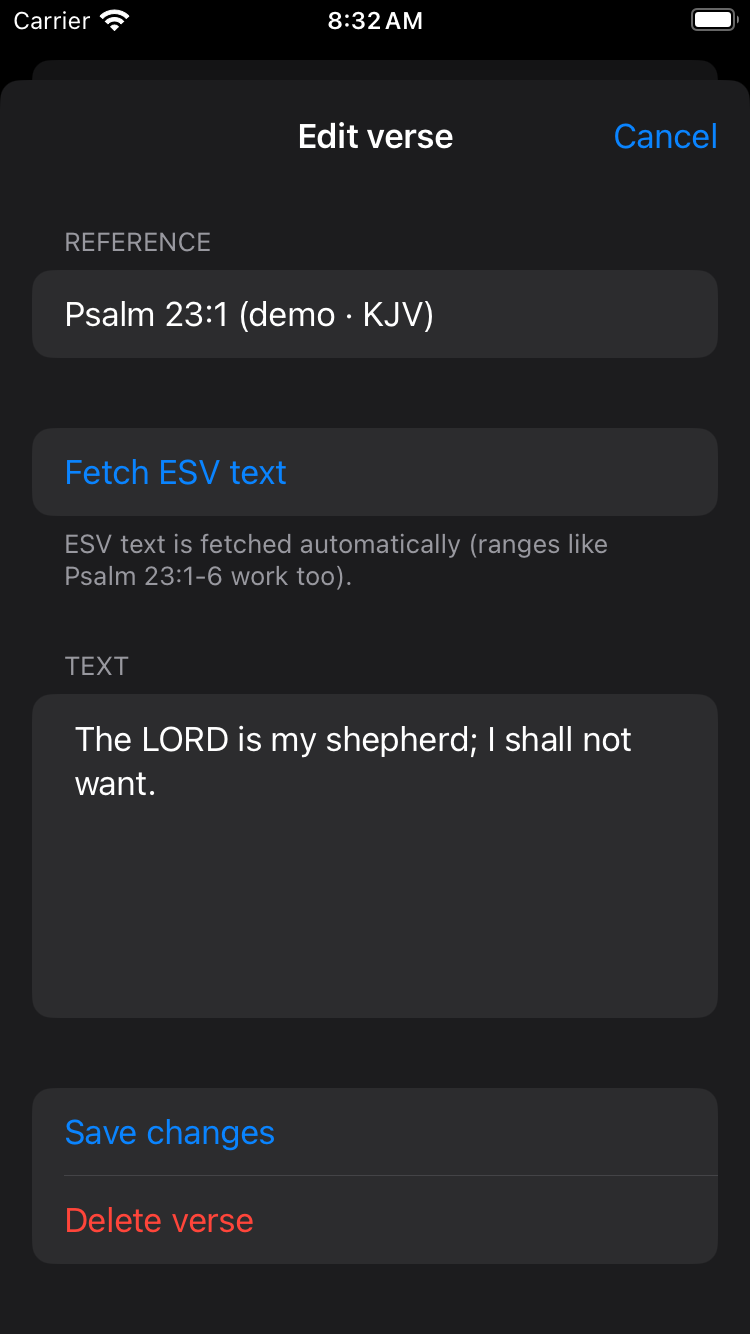 Carrier 8:32 AM
Edit verse Cancel
REFERENCE
Psalm 23:1 (demo · KJV)
Fetch ESV text
ESV text is fetched automatically (ranges like
Psalm 23:1-6 work too).
TEXT
The LORD is my shepherd; I shall not
want.
Save changes
Delete verse